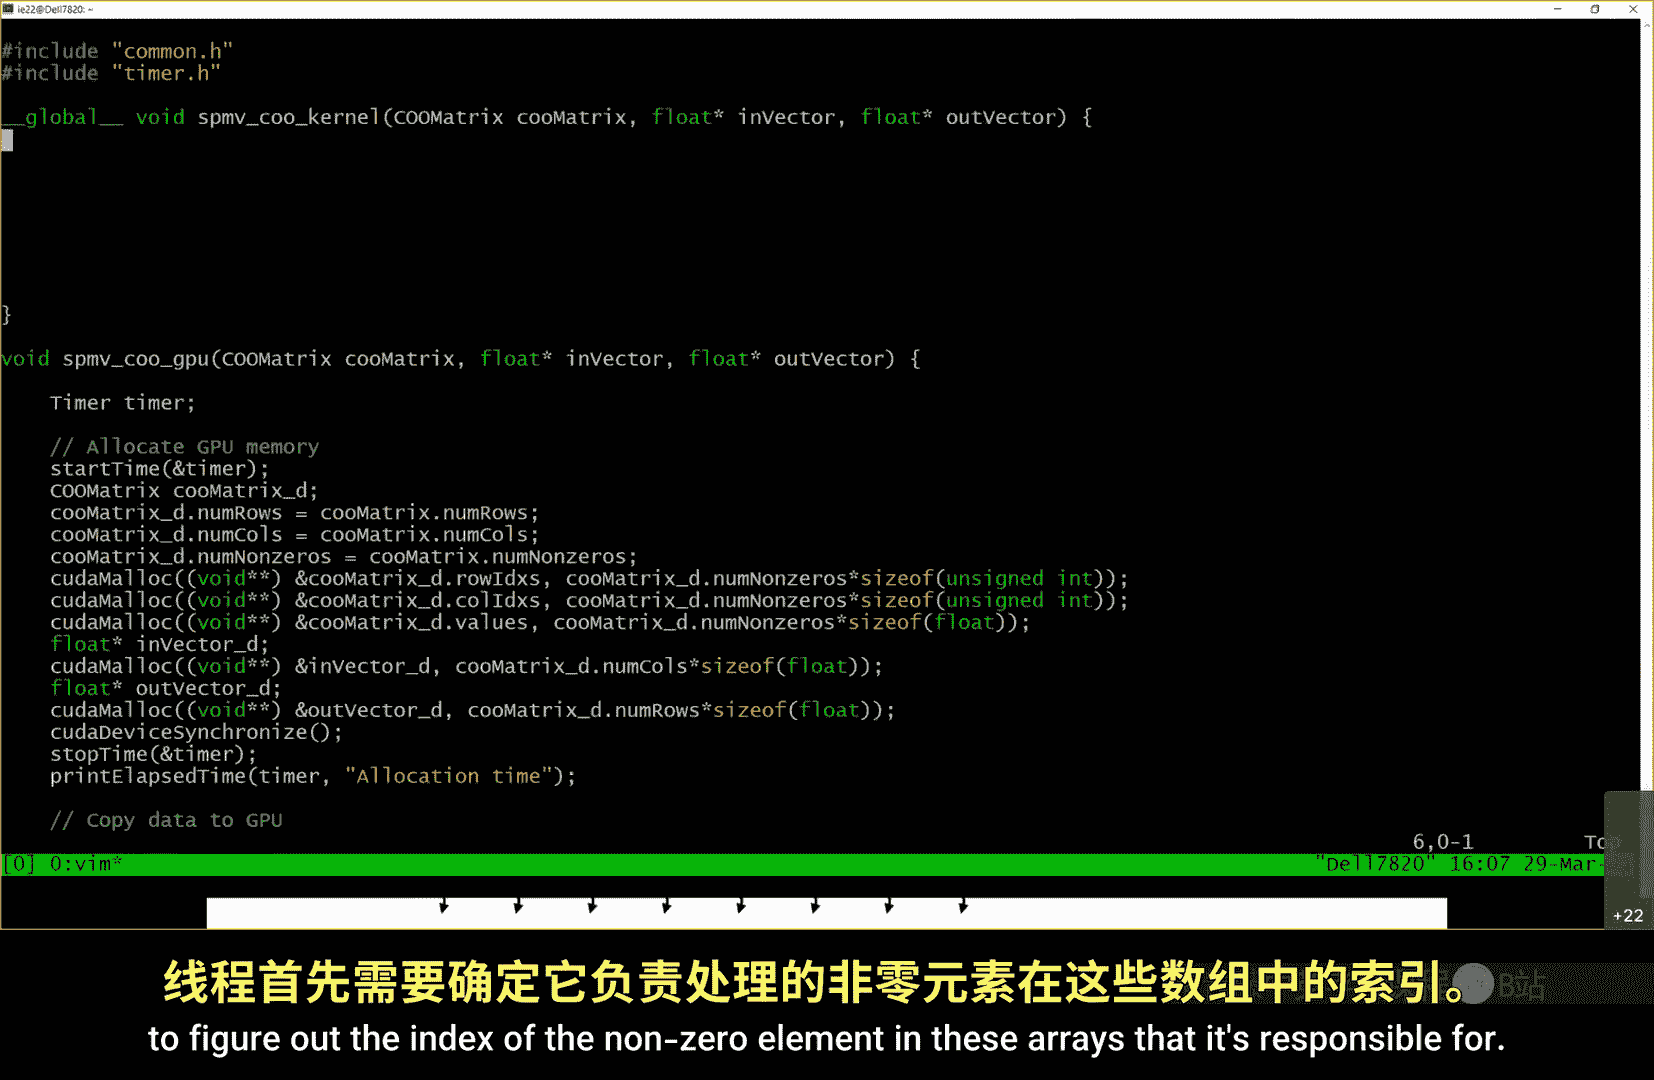 ie22@Dell7820: ~
#include "common.h"
#include "timer.h"
__global__ void spmv_coo_kernel(COOMatrix cooMatrix, float* inVector, float* outVector) {
}
void spmv_coo_gpu(COOMatrix cooMatrix, float* inVector, float* outVector) {
Timer timer;
// Allocate GPU memory
startTime(&timer);
COOMatrix cooMatrix_d;
cooMatrix_d.numRows = cooMatrix.numRows;
cooMatrix_d.numCols = cooMatrix.numCols;
cooMatrix_d.numNonzeros = cooMatrix.numNonzeros;
cudaMalloc((void**) &cooMatrix_d.rowIdxs, cooMatrix_d.numNonzeros*sizeof(unsigned int));
cudaMalloc((void**) &cooMatrix_d.colIdxs, cooMatrix_d.numNonzeros*sizeof(unsigned int));
cudaMalloc((void**) &cooMatrix_d.values, cooMatrix_d.numNonzeros*sizeof(float));
float* inVector_d;
cudaMalloc((void**) &inVector_d, cooMatrix_d.numCols*sizeof(float));
float* outVector_d;
cudaMalloc((void**) &outVector_d, cooMatrix_d.numRows*sizeof(float));
cudaDeviceSynchronize();
stopTime(&timer);
printElapsedTime(timer, "Allocation time");
// Copy data to GPU
6,0-1 Top
[0] 0:vim* "Dell7820" 16:07 29-Mar-
+22
线程首先需要确定它负责处理的非零元素在这些数组中的索引。
B站
to figure out the index of the non-zero element in these arrays that it's responsible for.